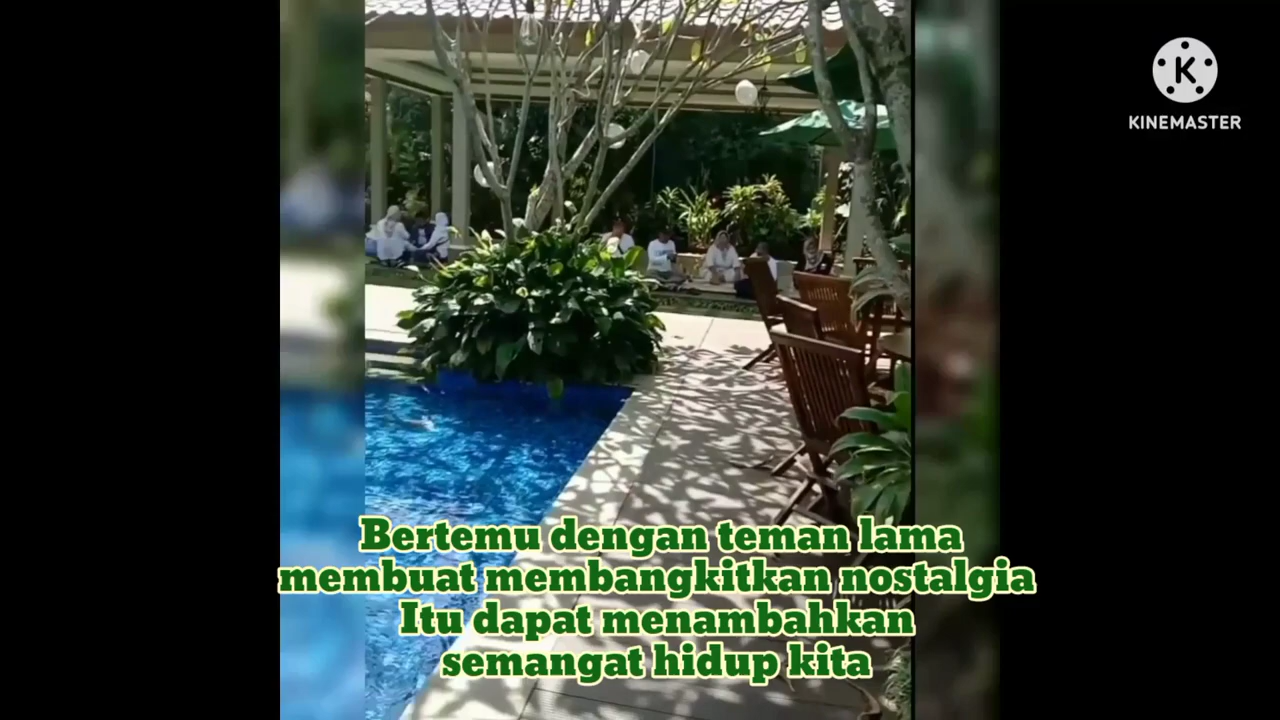 KINEMASTER
Bertemu dengan teman lama
membuat membangkitkan nostalgia
Itu dapat menambahkan
semangat hidup kita